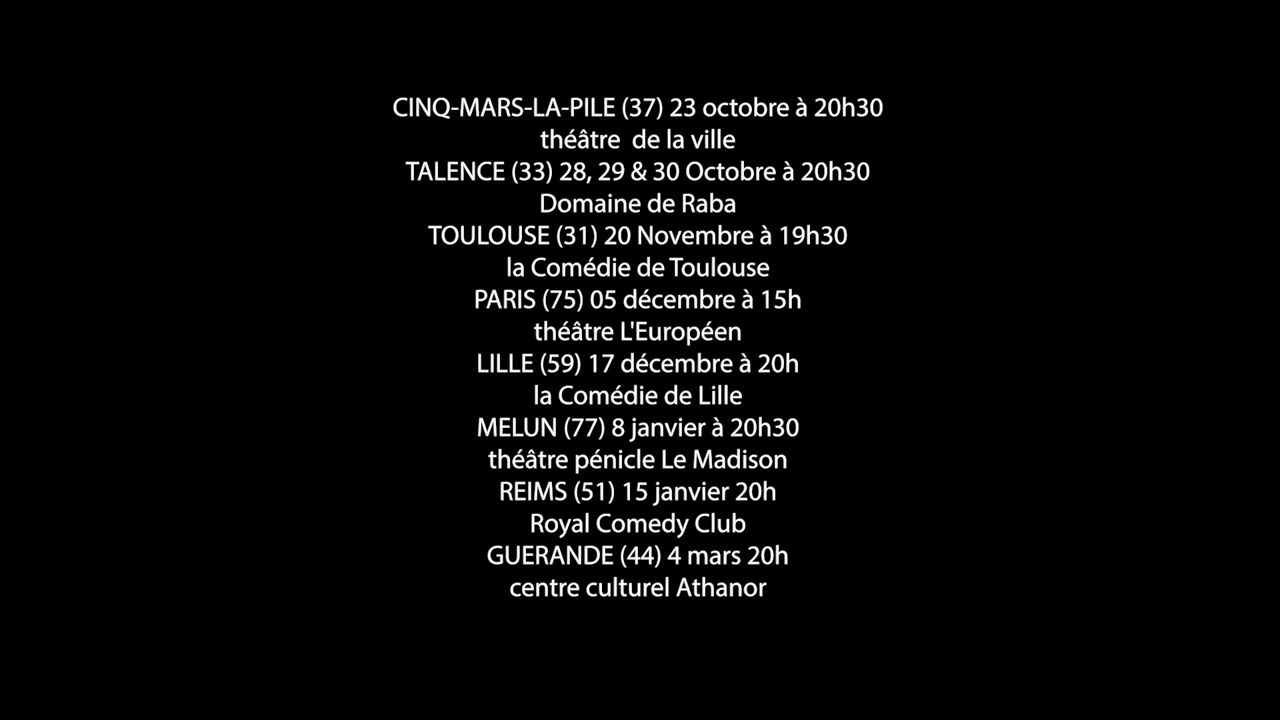 CINQ-MARS-LA-PILE (37) 23 octobre à 20h30
théâtre  de la ville
TALENCE (33) 28, 29 & 30 Octobre à 20h30
Domaine de Raba
TOULOUSE (31) 20 Novembre à 19h30
la Comédie de Toulouse
PARIS (75) 05 décembre à 15h
théâtre L'Européen
LILLE (59) 17 décembre à 20h
la Comédie de Lille
MELUN (77) 8 janvier à 20h30
théâtre pénicle Le Madison
REIMS (51) 15 janvier 20h
Royal Comedy Club
GUERANDE (44) 4 mars 20h
centre culturel Athanor